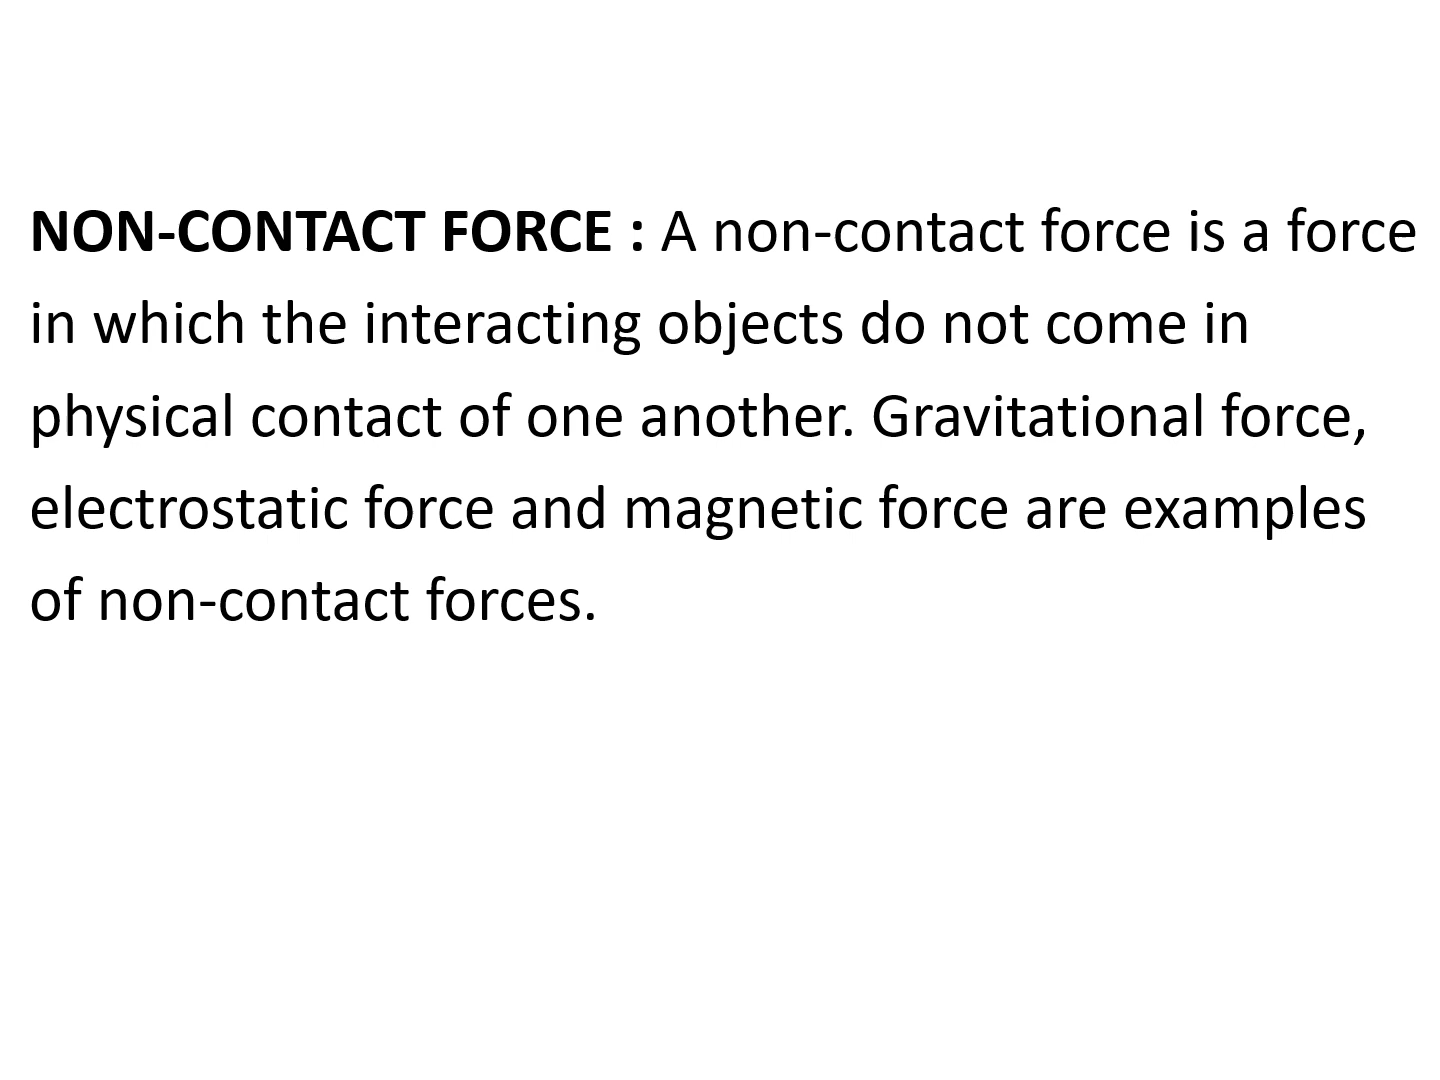 NON-CONTACT FORCE : A non-contact force is a force
in which the interacting objects do not come in
physical contact of one another. Gravitational force,
electrostatic force and magnetic force are examples
of non-contact forces.